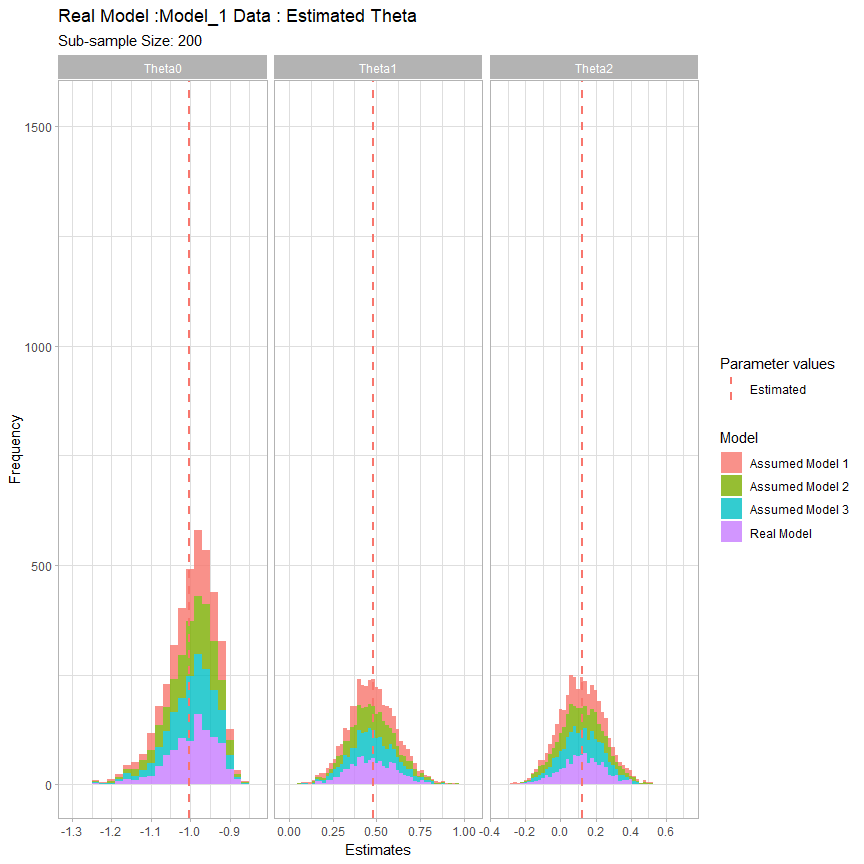 Real Model :Model_1 Data : Estimated Theta
Sub-sample Size: 200
Theta0 Theta1 Theta2
1500
1000
500
0
Frequency
-1.3 -1.2 -1.1 -1.0 -0.9 0.00 0.25 0.50 0.75 1.00 -0.4 -0.2 0.0 0.2 0.4 0.6
Estimates
Parameter values
Estimated
Model
Assumed Model 1
Assumed Model 2
Assumed Model 3
Real Model